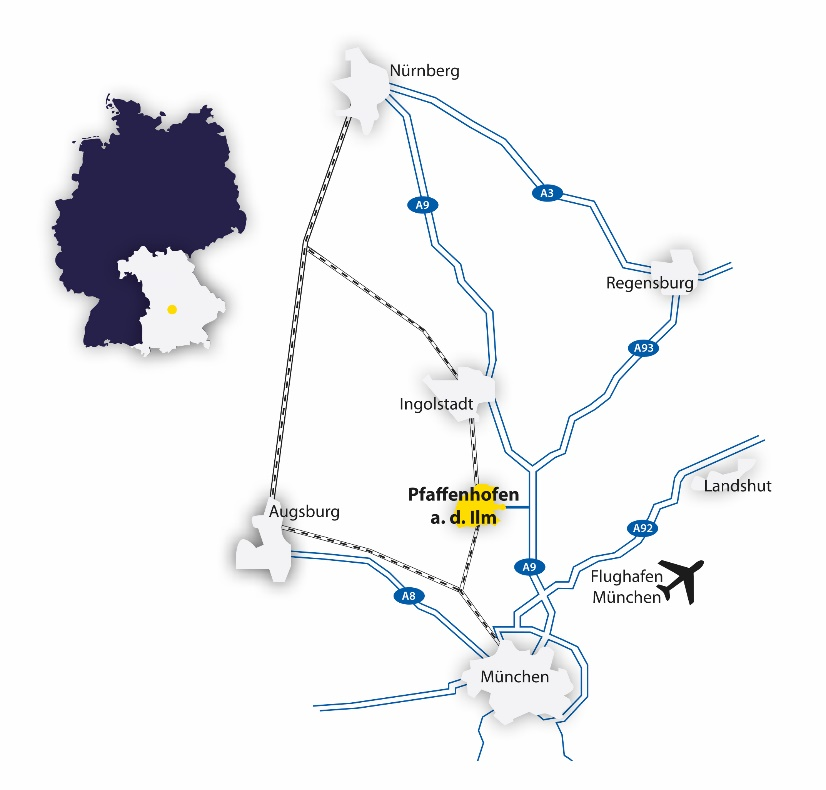 Nürnberg
A9
A3
Regensburg
A93
Ingolstadt
Pfaffenhofen
a. d. Ilm
Landshut
Augsburg
A92
A9
Flughafen
München
A8
München